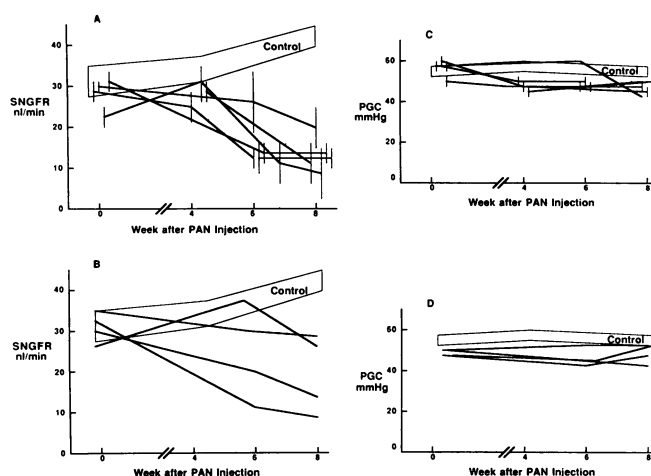 A
40
30
20
10
0
SNGFR
nl/min
Control
0
4
6
8
Week after PAN Injection
C
60
40
20
0
PGC
mmHg
Control
0
4
6
8
Week after PAN Injection
B
40
30
20
10
0
SNGFR
nl/min
Control
0
4
6
8
Week after PAN Injection
D
60
40
20
0
PGC
mmHg
Control
0
4
6
8
Week after PAN Injection